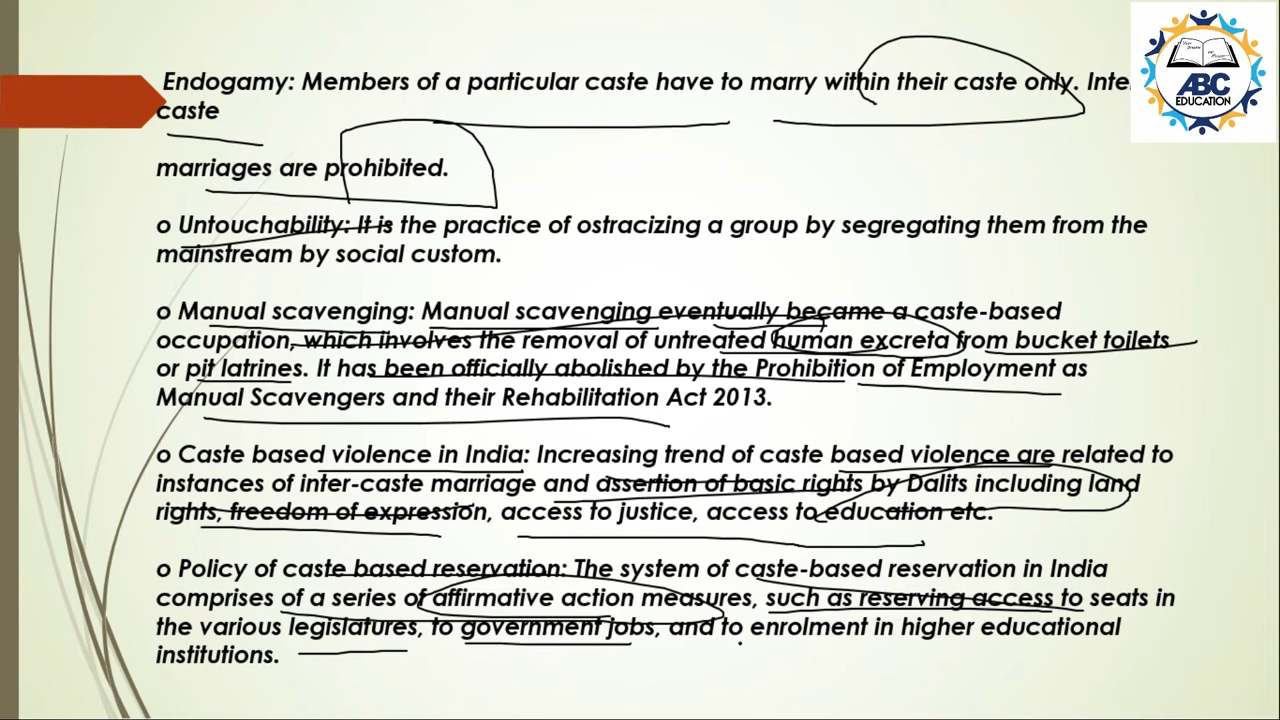 Endogamy: Members of a particular caste have to marry within their caste only. Inte
caste
marriages are prohibited.
o Untouchability: It is the practice of ostracizing a group by segregating them from the
mainstream by social custom.
o Manual scavenging: Manual scavenging eventually became a caste-based
occupation, which involves the removal of untreated human excreta from bucket toilets
or pit latrines. It has been officially abolished by the Prohibition of Employment as
Manual Scavengers and their Rehabilitation Act 2013.
o Caste based violence in India: Increasing trend of caste based violence are related to
instances of inter-caste marriage and assertion of basic rights by Dalits including land
rights, freedom of expression, access to justice, access to education etc.
o Policy of caste based reservation: The system of caste-based reservation in India
comprises of a series of affirmative action measures, such as reserving access to seats in
the various legislatures, to government jobs, and to enrolment in higher educational
institutions.
ABC
EDUCATION